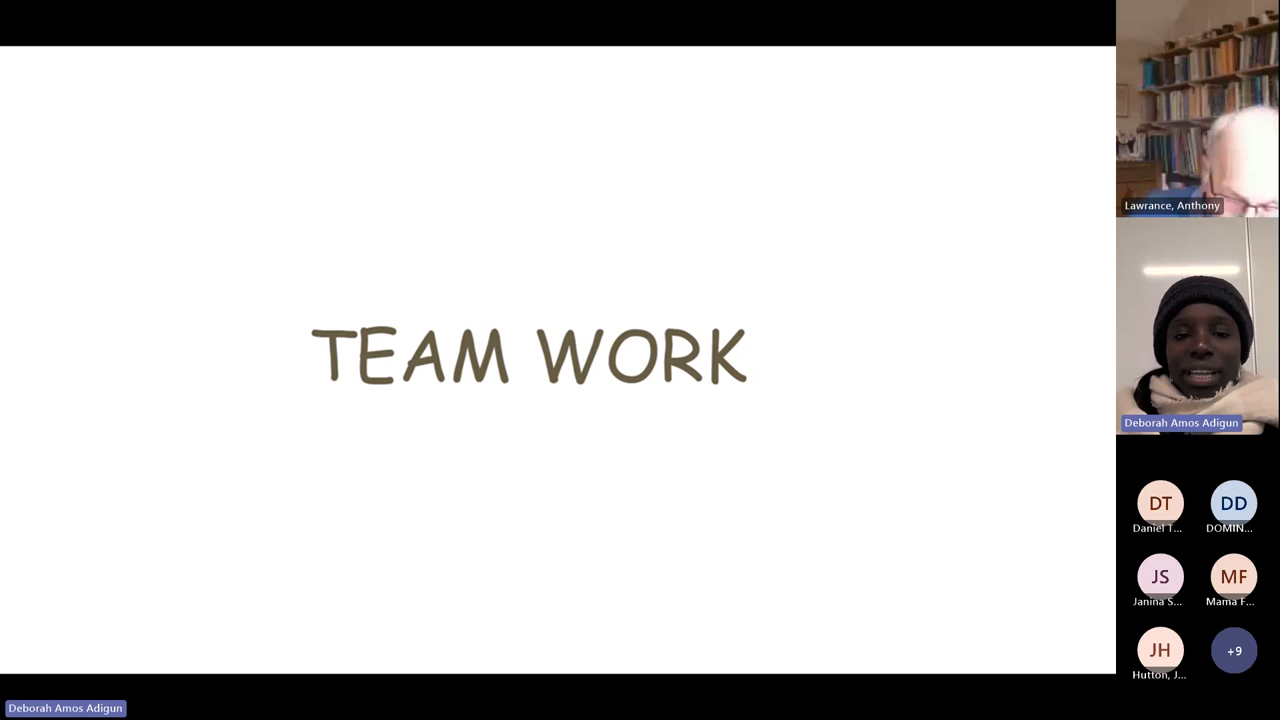 TEAM WORK
Lawrance, Anthony
Deborah Amos Adigun
DT
Daniel T...
DD
DOMIN...
JS
Janina S...
MF
Mama F...
JH
Hutton, J...
+9
Deborah Amos Adigun